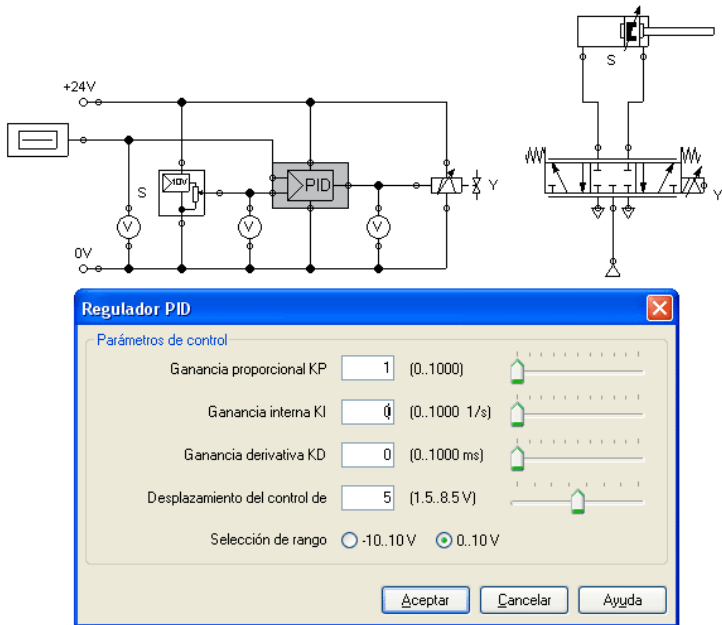 +24V
S
10V
PID
Y
V
V
V
0V
S
Y
Regulador PID
Parámetros de control
Ganancia proporcional KP 1 (0..1000)
Ganancia interna KI 0 (0..1000 1/s)
Ganancia derivativa KD 0 (0..1000 ms)
Desplazamiento del control de 5 (1.5..8.5 V)
Selección de rango -10..10 V 0..10 V
Aceptar Cancelar Ayuda